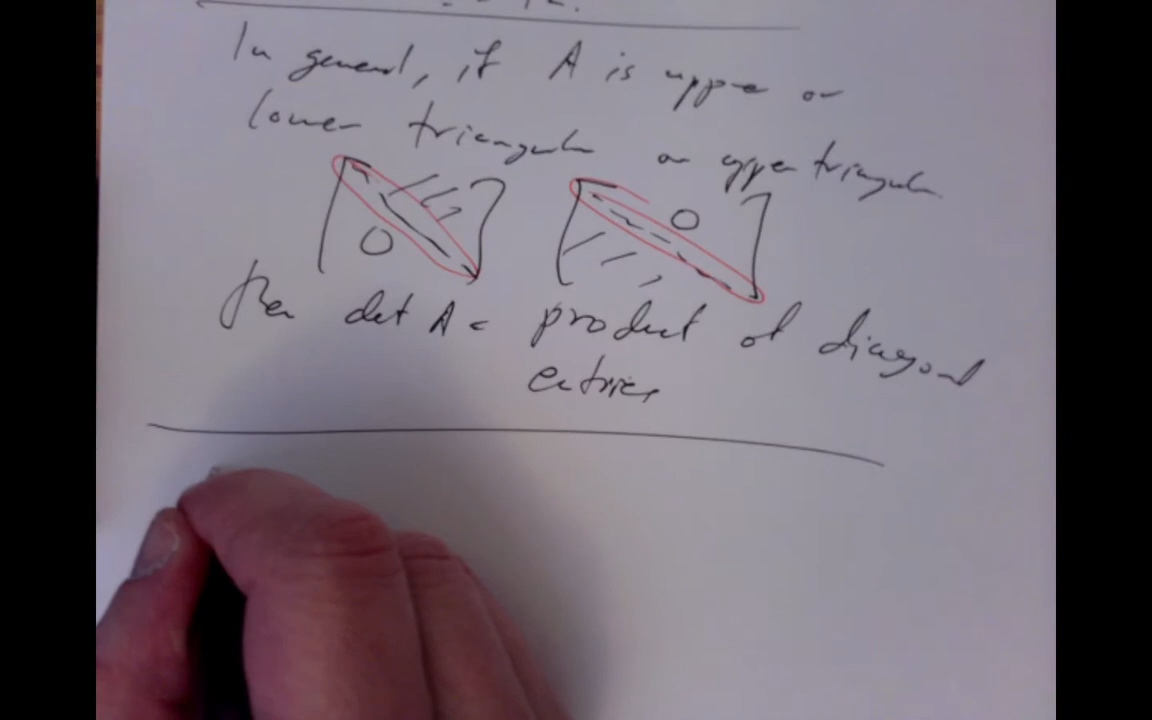 In general, if A is upper or
lower triangular or upper triangular
0 0
then det A = product of diagonal
entries